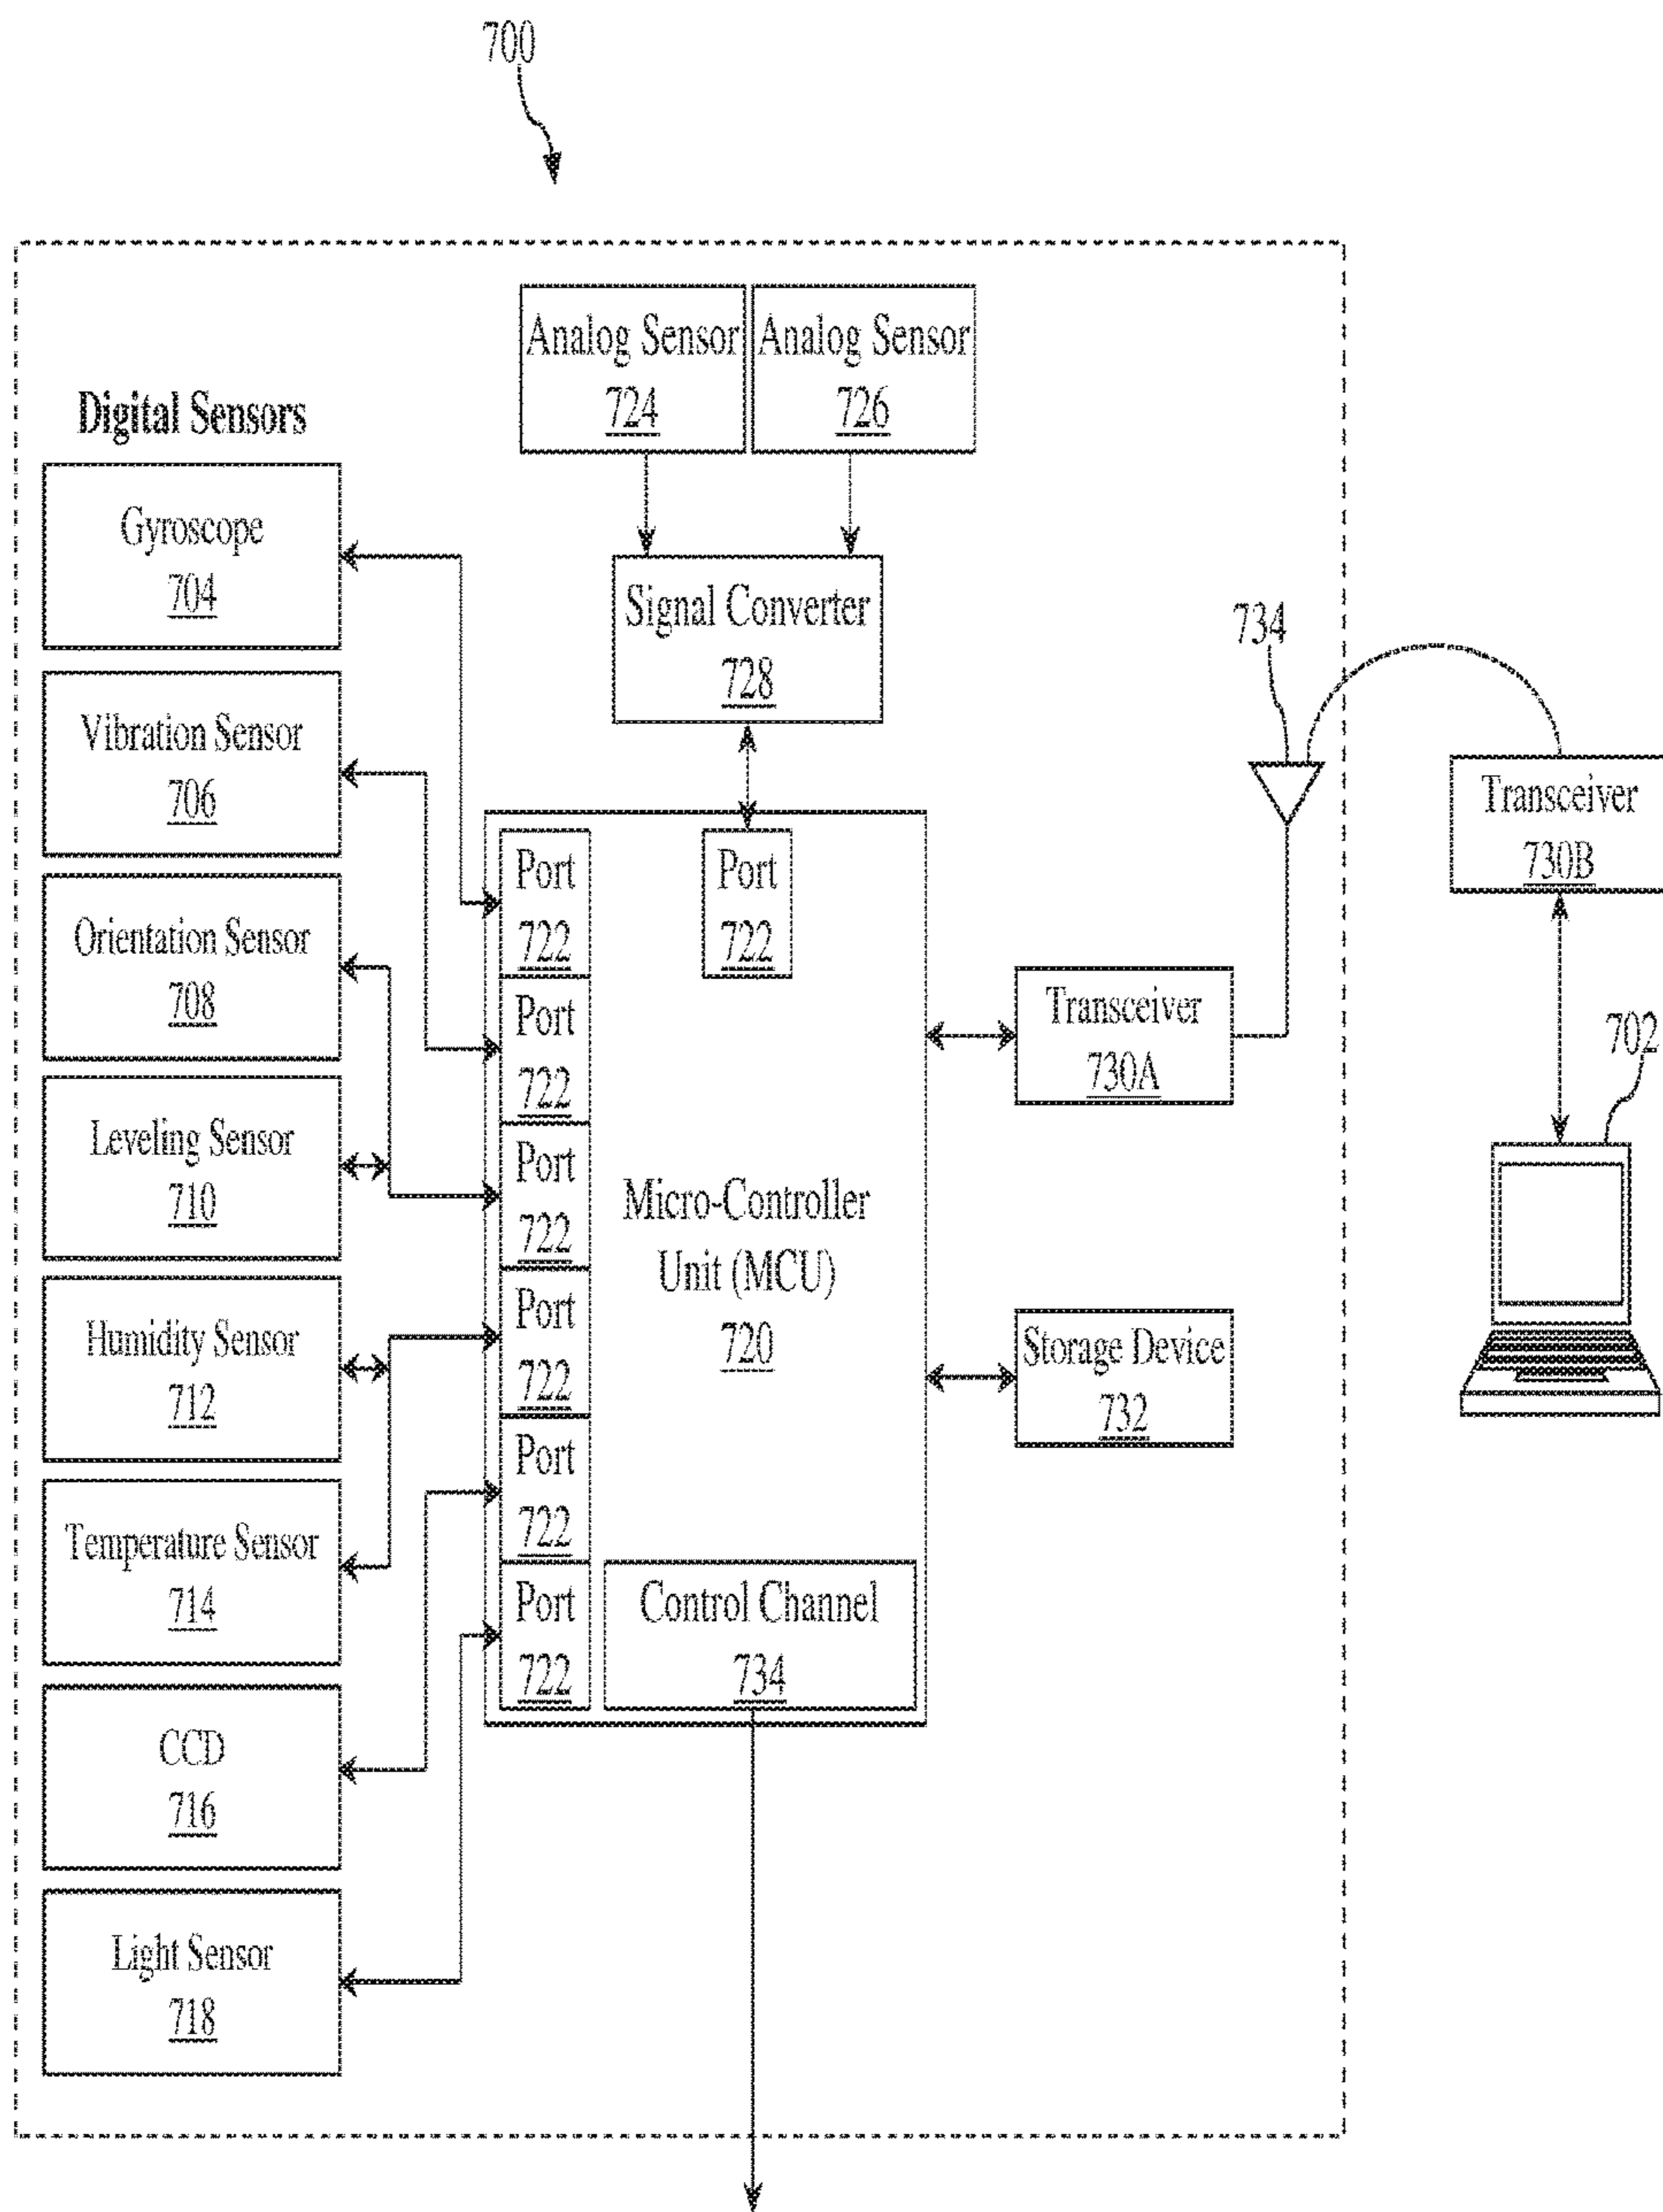 700
Analog Sensor
724
Analog Sensor
726
Digital Sensors
Gyroscope
704
Vibration Sensor
706
Orientation Sensor
708
Leveling Sensor
710
Humidity Sensor
712
Temperature Sensor
714
CCD
716
Light Sensor
718
Signal Converter
728
Port
722
Port
722
Port
722
Port
722
Port
722
Port
722
Port
722
Micro-Controller
Unit (MCU)
720
Control Channel
734
Transceiver
730A
Storage Device
732
734
Transceiver
730B
702